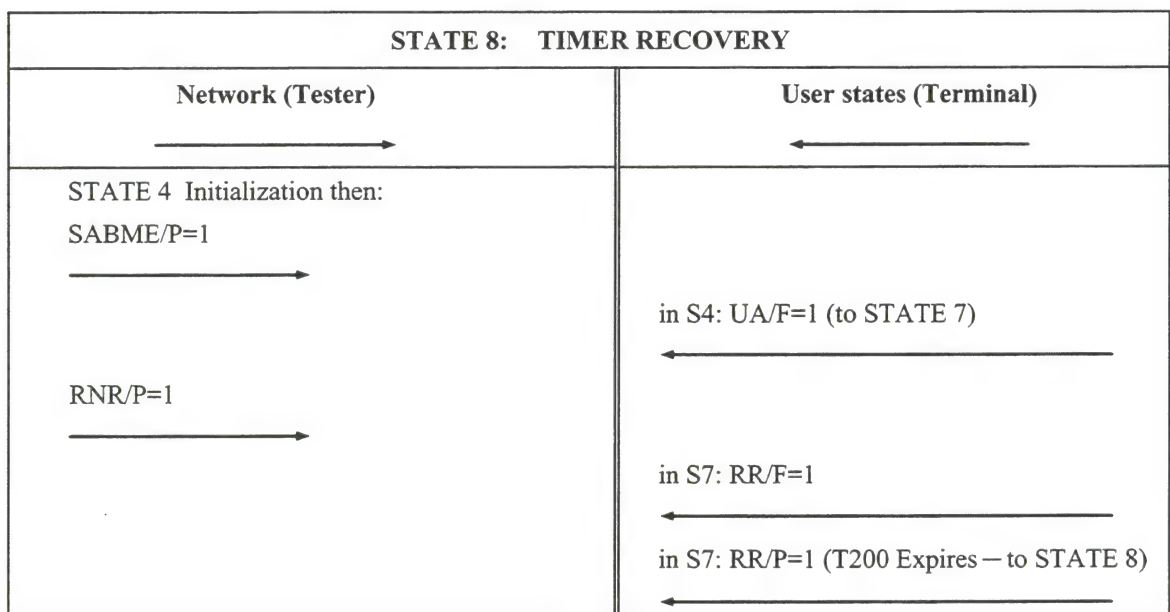 STATE 8: TIMER RECOVERY
Network (Tester)
User states (Terminal)
STATE 4 Initialization then:
SABME/P=1
in S4: UA/F=1 (to STATE 7)
RNR/P=1
in S7: RR/F=1
in S7: RR/P=1 (T200 Expires — to STATE 8)